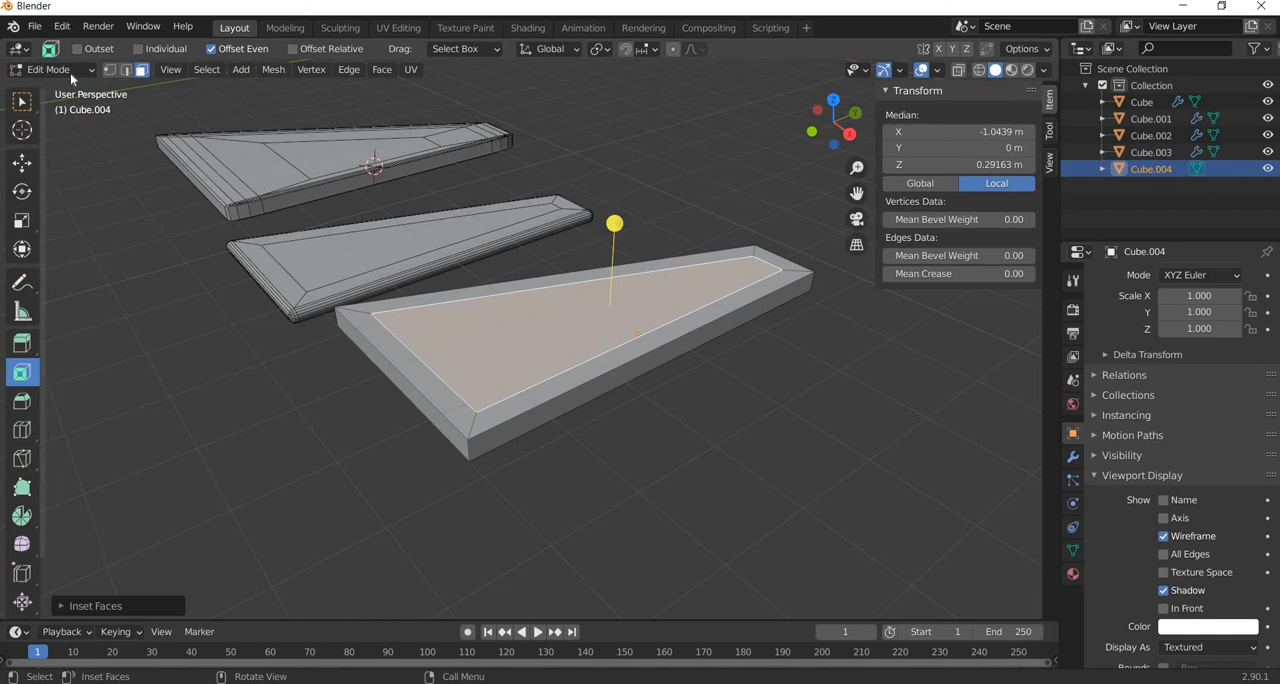 Blender
File Edit Render Window Help Layout Modeling Sculpting UV Editing Texture Paint Shading Animation Rendering Compositing Scripting + Scene View Layer
Outset Individual Offset Even Offset Relative Drag: Select Box Global X Y Z Options
Edit Mode View Select Add Mesh Vertex Edge Face UV
User Perspective
(1) Cube.004
Z
Y
X
Transform
Median:
X -1.0439 m
Y 0 m
Z 0.29163 m
Global Local
Vertices Data:
Mean Bevel Weight 0.00
Edges Data:
Mean Bevel Weight 0.00
Mean Crease 0.00
Item
Tool
View
Scene Collection
Collection
Cube
Cube.001
Cube.002
Cube.003
Cube.004
Cube.004
Mode XYZ Euler
Scale X 1.000
Y 1.000
Z 1.000
Delta Transform
Relations
Collections
Instancing
Motion Paths
Visibility
Viewport Display
Show Name
Axis
Wireframe
All Edges
Texture Space
Shadow
In Front
Color
Display As Textured
Inset Faces
Playback Keying View Marker 1 Start 1 End 250
1 10 20 30 40 50 60 70 80 90 100 110 120 130 140 150 160 170 180 190 200 210 220 230 240 250
Select Inset Faces Rotate View Call Menu 2.90.1